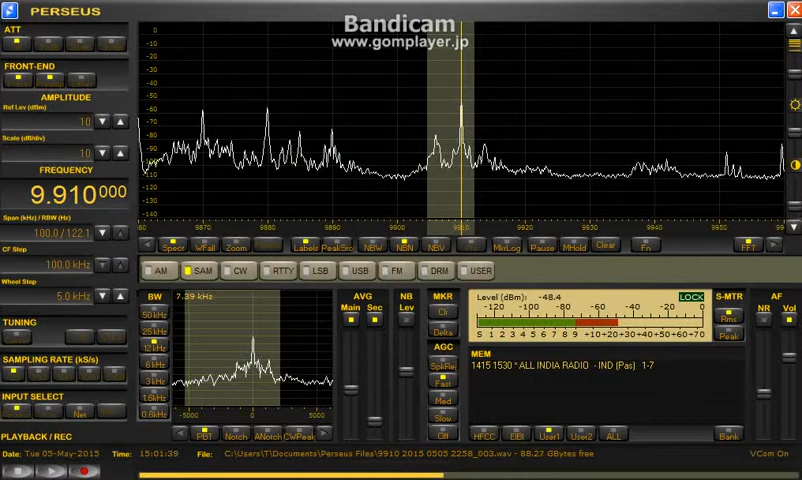 PERSEUS
Bandicam
www.gomplayer.jp
ATT
FRONT-END
AMPLITUDE
Ref Lev (dBm)
10
Scale (dB/div)
10
FREQUENCY
9.910000
Span (kHz) / RBW (Hz)
100.0 / 122.1
CF Step
100.0 kHz
Wheel Step
5.0 kHz
TUNING
SAMPLING RATE (kS/s)
INPUT SELECT
Net
PLAYBACK / REC
0
-10
-20
-30
-40
-50
-60
-70
-80
-90
-100
-110
-120
-130
-140
9870 9880 9890 9900 9910 9920 9930 9940 9950
Spect WFall Zoom Labels PeakSrc NBW NBN NBV MkrLog Pause MHold Clear Fn FFT
AM SAM CW RTTY LSB USB FM DRM USER
BW
50kHz
25kHz
12kHz
6kHz
3kHz
1.6kHz
0.8kHz
7.39 kHz
-5000 0 5000
PBT Notch ANotch CWPeak
AVG
Main Sec
NB
Lev
MKR
Clr
Delta
AGC
SpkRej
Fast
Med
Slow
Off
Level (dBm): -48.4 LOCK
-120 -100 -80 -60 -40 -20 0
S 1 2 3 4 5 6 7 8 9 +10 +20 +30 +40 +50 +60 +70
S-MTR
Rms
Peak
AF
NR Vol
MEM
1415 1530 * ALL INDIA RADIO - IND (Pas) 1-7
HFCC EIBI User1 User2 ALL Bank
Date: Tue 05-May-2015 Time: 15:01:39 File: C:\Users\T\Documents\Perseus Files\9910 2015 0505 2258_003.wav - 88.27 GBytes free VCom On